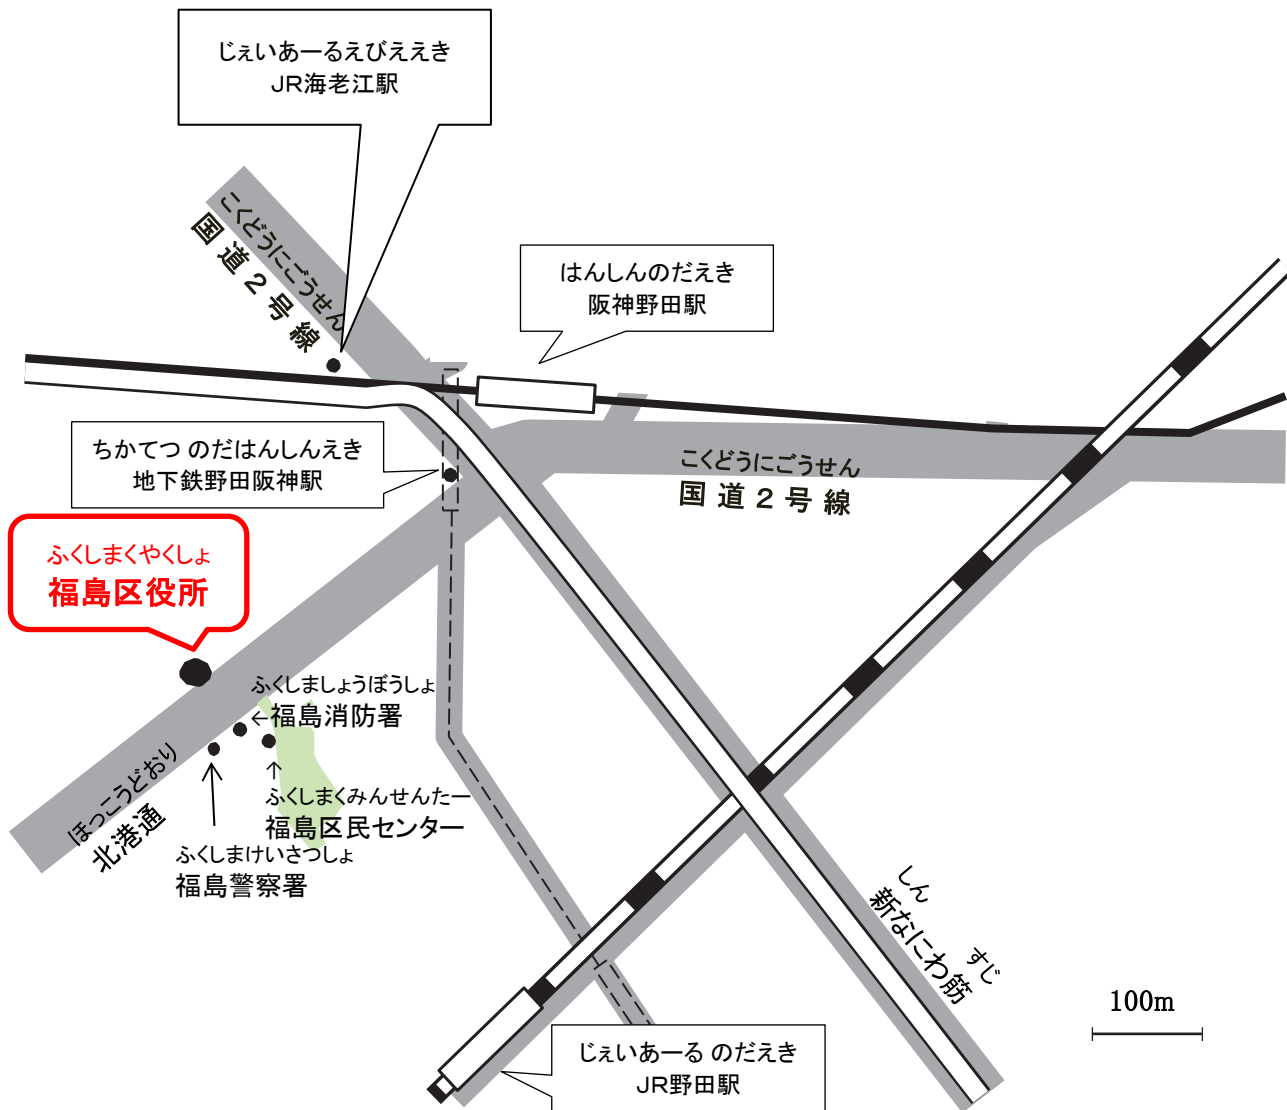 じぇいあーるえびええき
JR海老江駅
こくどうにごうせん
国道2号線
はんしんのだえき
阪神野田駅
ちかてつ のだはんしんえき
地下鉄野田阪神駅
こくどうにごうせん
国道2号線
ふくしまくやくしょ
福島区役所
ふくしましょうぼうしょ
←福島消防署
ほっこうどおり
北港通
↑
ふくしまくみんせんたー
福島区民センター
ふくしまけいさつしょ
福島警察署
しん すじ
新なにわ筋
100m
じぇいあーる のだえき
JR野田駅